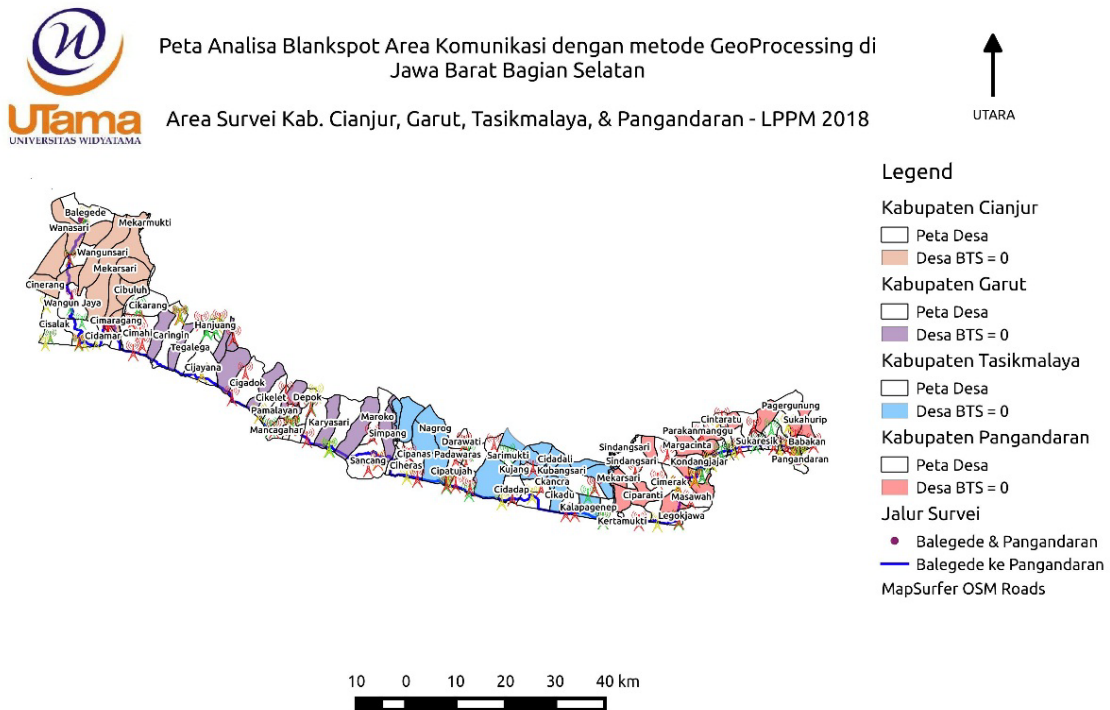 Peta Analisa Blankspot Area Komunikasi dengan metode GeoProcessing di
Jawa Barat Bagian Selatan
Area Survei Kab. Cianjur, Garut, Tasikmalaya, & Pangandaran - LPPM 2018
UTama
UNIVERSITAS WIDYATAMA
UTARA
Legend
Kabupaten Cianjur
Peta Desa
Desa BTS = 0
Kabupaten Garut
Peta Desa
Desa BTS = 0
Kabupaten Tasikmalaya
Peta Desa
Desa BTS = 0
Kabupaten Pangandaran
Peta Desa
Desa BTS = 0
Jalur Survei
Balegede & Pangandaran
Balegede ke Pangandaran
MapSurfer OSM Roads
Balegede
Mekarmukti
Wanasari
Wangunsari
Mekarsari
Cinerang
Cibuluh
Wangun Jaya
Cikarang
Cisalak
Cimaragang
Hanjuang
Cidamar
Cimahi
Caringin
Tegalega
Cijayana
Cigadok
Cikelet
Depok
Pamalayan
Mancagahar
Karyasari
Maroko
Simpang
Sancang
Nagrog
Darawati
Cipanas
Padawaras
Ciheras
Cipatujah
Sarimukti
Cidadali
Kujang
Kubangsari
Ckancra
Cidadap
Cikadu
Kalapagenep
Sindangsari
Sindangsari
Mekarsari
Ciparanti
Kertamukti
Legokjawa
Masawah
Cimerak
Kondangjajar
Margacinta
Parakanmanggu
Cintaratu
Pagergunung
Sukahurip
Sukaresik
Babakan
Pangandaran
10 0 10 20 30 40 km